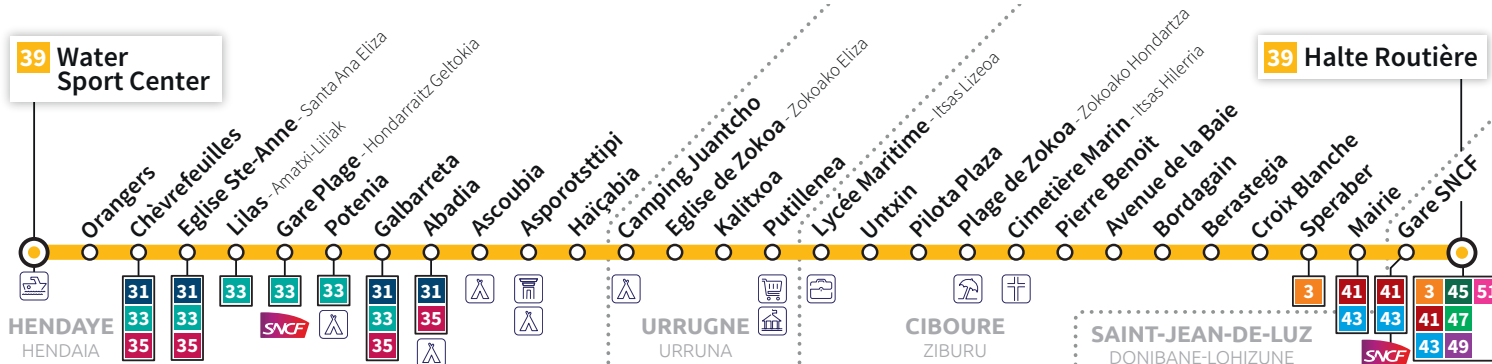 39 Water
Sport Center
Orangers
Chèvrefeuilles
Eglise Ste-Anne - Santa Ana Eliza
Lilas - Amatxi-Liliak
Gare Plage - Hondarraitz Geltokia
Potenia
Galbarreta
Abadia
Ascoubia
Asporotsttipi
Haïçabia
Camping Juantcho
Eglise de Zokoa - Zokoako Eliza
Kalitxoa
Putillenea
Lycée Maritime - Itsas Lizeoa
Untxin
Pilota Plaza
Plage de Zokoa - Zokoako Hondartza
Cimetière Marin - Itsas Hilerria
Pierre Benoit
Avenue de la Baie
Bordagain
Berastegia
Croix Blanche
Speraber
Mairie
Gare SNCF
39 Halte Routière
31
33
35
31
33
35
33
33
SNCF
33
31
33
35
31
35
3
41
43
41
43
SNCF
3 45 51
41 47
43 49
HENDAYE
HENDAIA
URRUGNE
URRUNA
CIBOURE
ZIBURU
SAINT-JEAN-DE-LUZ
DONIBANE-LOHIZUNE